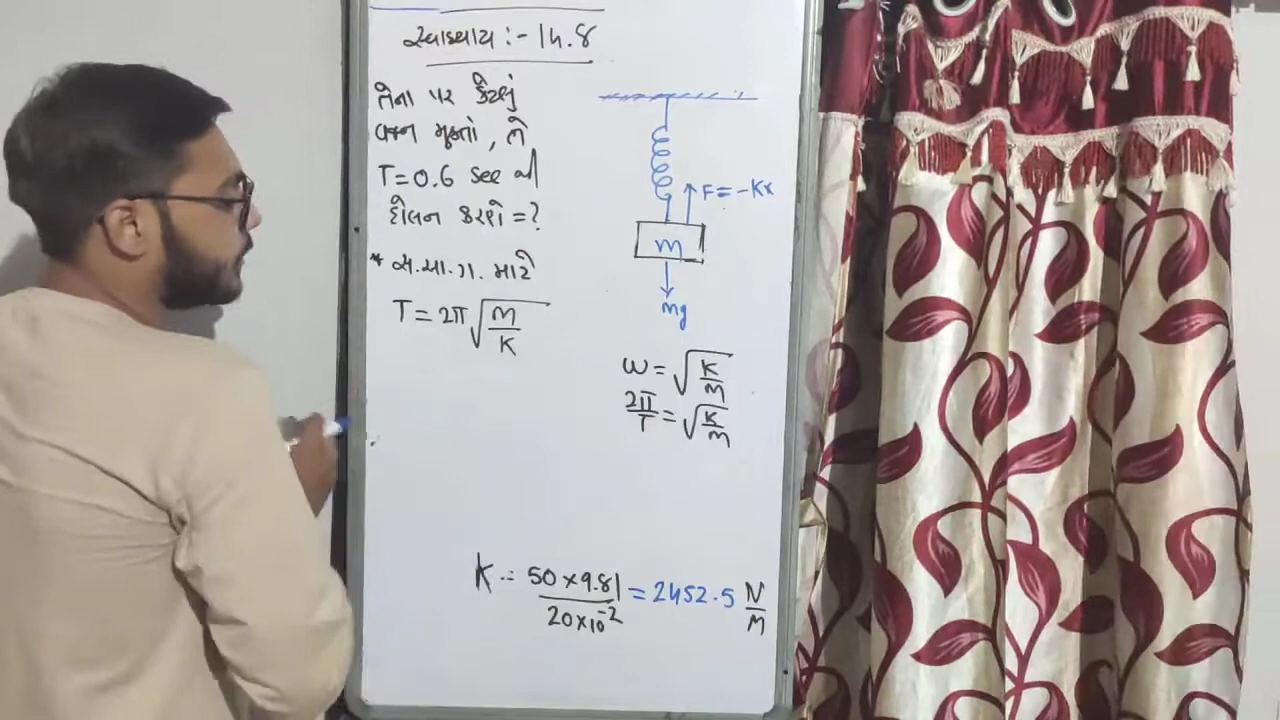 સ્વાધ્યાય :- 14.8
તેના પર કેટલું
વજન મૂકતો, તે
T = 0.6 sec ની
દોલન કરશે = ?
* સ.આ.ગ. માટે
T = 2π √(m/K)
F = -Kx
m
mg
ω = √(K/m)
2π/T = √(K/m)
K = 50 × 9.81 / 20 × 10⁻² = 2452.5 N/m